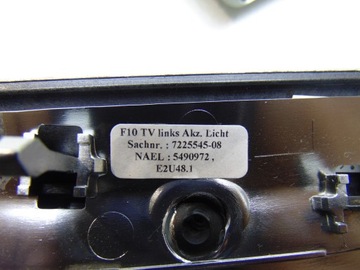 F10 TV links Akz. Licht
Sachnr. : 7225545-08
NAEL : 5490972 ,
E2U48.1